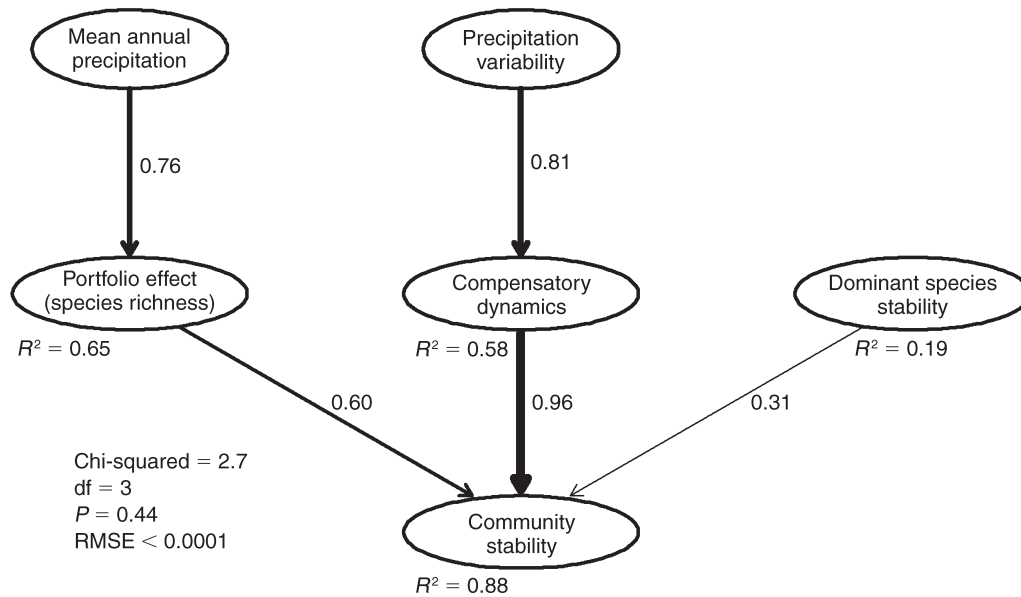 Mean annual
precipitation
Precipitation
variability
0.76
0.81
Portfolio effect
(species richness)
Compensatory
dynamics
Dominant species
stability
R² = 0.65
R² = 0.58
R² = 0.19
0.60
0.96
0.31
Chi-squared = 2.7
df = 3
P = 0.44
RMSE < 0.0001
Community
stability
R² = 0.88